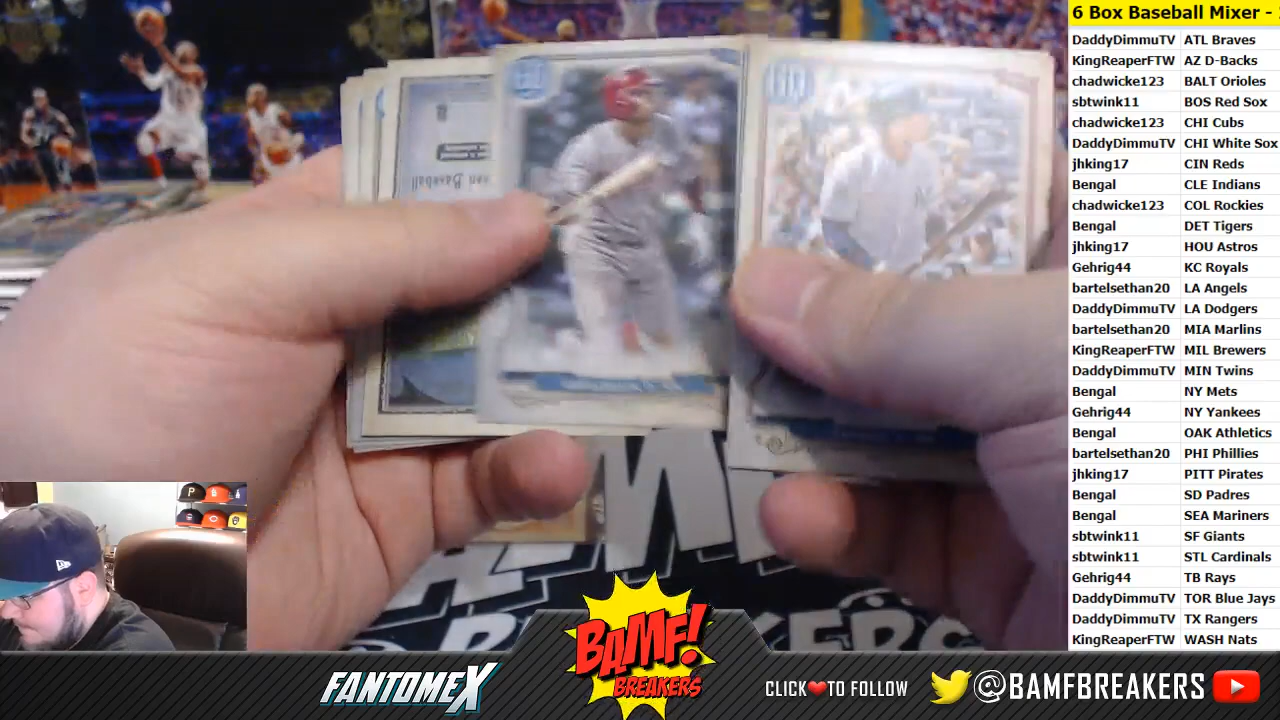 6 Box Baseball Mixer -
DaddyDimmuTV ATL Braves
KingReaperFTW AZ D-Backs
chadwicke123 BALT Orioles
sbtwink11 BOS Red Sox
chadwicke123 CHI Cubs
DaddyDimmuTV CHI White Sox
jhking17 CIN Reds
Bengal CLE Indians
chadwicke123 COL Rockies
Bengal DET Tigers
jhking17 HOU Astros
Gehrig44 KC Royals
bartelsethan20 LA Angels
DaddyDimmuTV LA Dodgers
bartelsethan20 MIA Marlins
KingReaperFTW MIL Brewers
DaddyDimmuTV MIN Twins
Bengal NY Mets
Gehrig44 NY Yankees
Bengal OAK Athletics
bartelsethan20 PHI Phillies
jhking17 PITT Pirates
Bengal SD Padres
Bengal SEA Mariners
sbtwink11 SF Giants
sbtwink11 STL Cardinals
Gehrig44 TB Rays
DaddyDimmuTV TOR Blue Jays
DaddyDimmuTV TX Rangers
KingReaperFTW WASH Nats
FANTOMEX
BAMF!
BREAKERS
CLICK❤TO FOLLOW
@BAMFBREAKERS